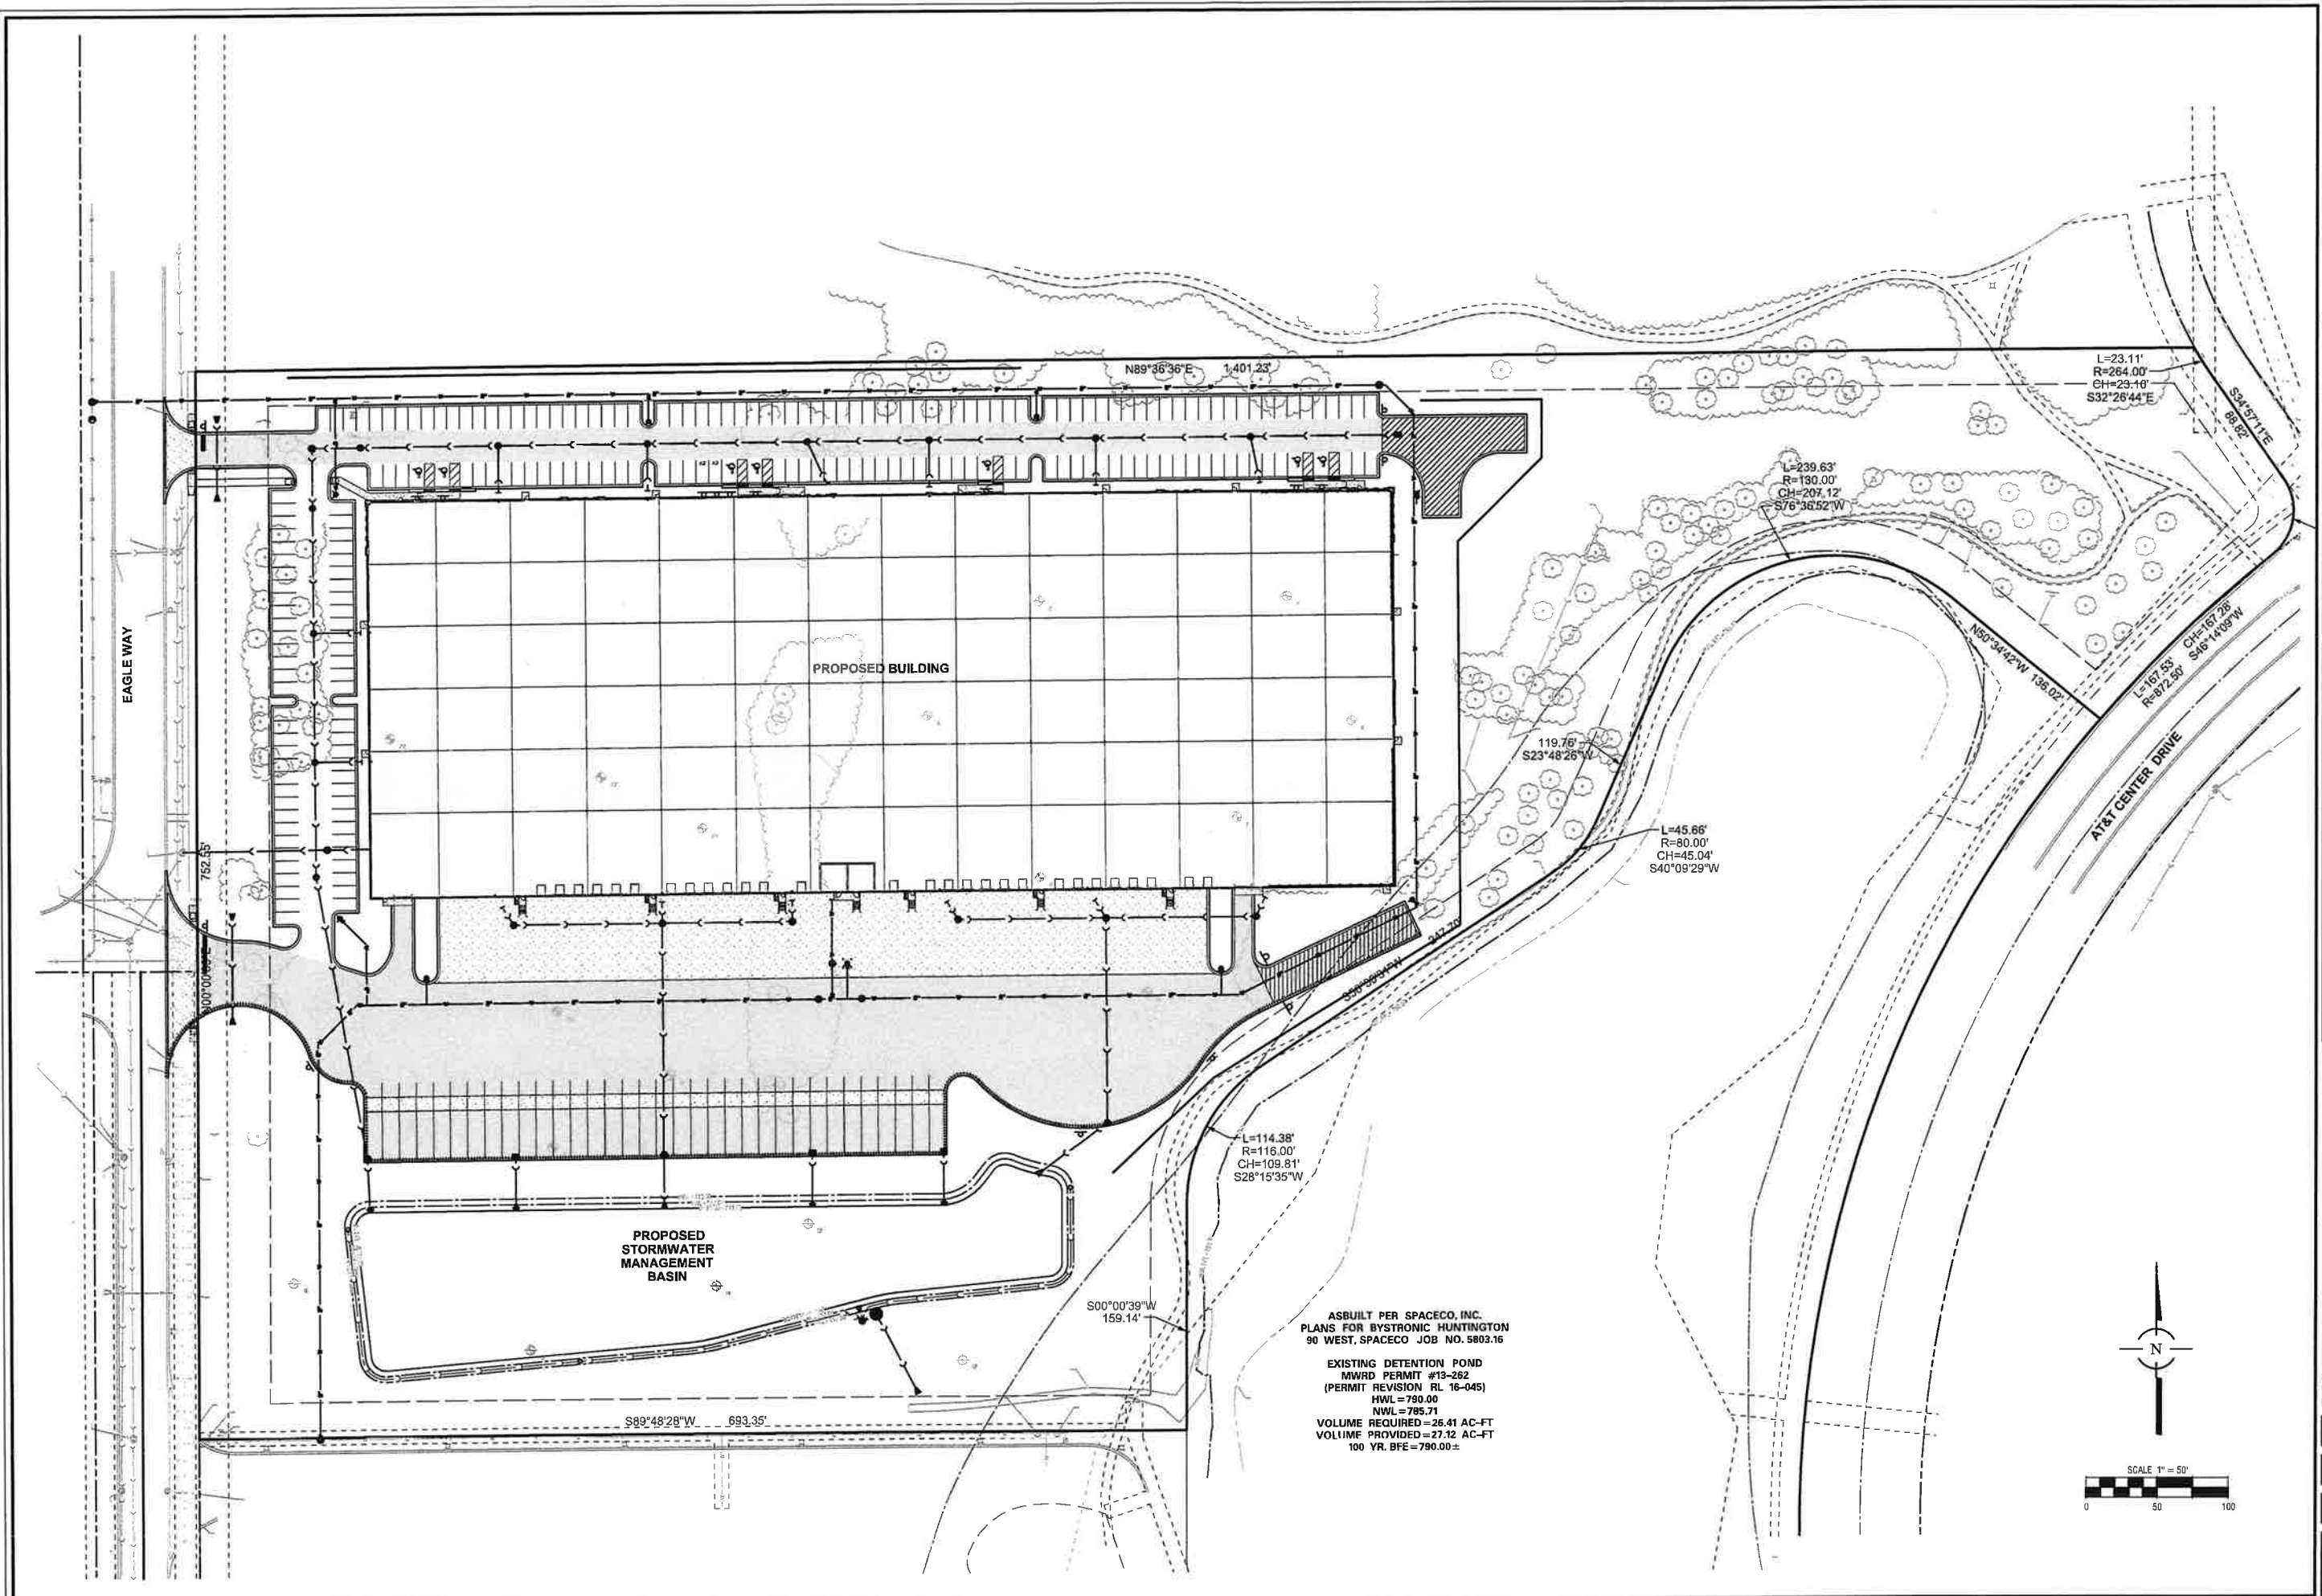 N89°36'36"E 1,401.23'
L=23.11'
R=264.00'
CH=23.10'
S32°26'44"E
S34°57'11"E
88.82'
L=239.63'
R=130.00'
CH=207.12'
S76°36'52"W
EAGLE WAY
PROPOSED BUILDING
N50°34'42"W 136.02'
L=167.53' CH=167.28'
R=872.50' S46°14'09"W
119.76'
S23°48'26"W
AT&T CENTER DRIVE
L=45.66'
R=80.00'
CH=45.04'
S40°09'29"W
752.55'
247.70'
L=114.38'
R=116.00'
CH=109.81'
S28°15'35"W
PROPOSED
STORMWATER
MANAGEMENT
BASIN
S00°00'39"W
159.14'
ASBUILT PER SPACECO, INC.
PLANS FOR BYSTRONIC HUNTINGTON
90 WEST, SPACECO JOB NO. 5803.16
EXISTING DETENTION POND
MWRD PERMIT #13-262
(PERMIT REVISION RL 16-045)
HWL=790.00
NWL=785.71
VOLUME REQUIRED=26.41 AC-FT
VOLUME PROVIDED=27.12 AC-FT
100 YR. BFE=790.00±
S89°48'28"W 693.35'
N
SCALE 1" = 50'
0 50 100